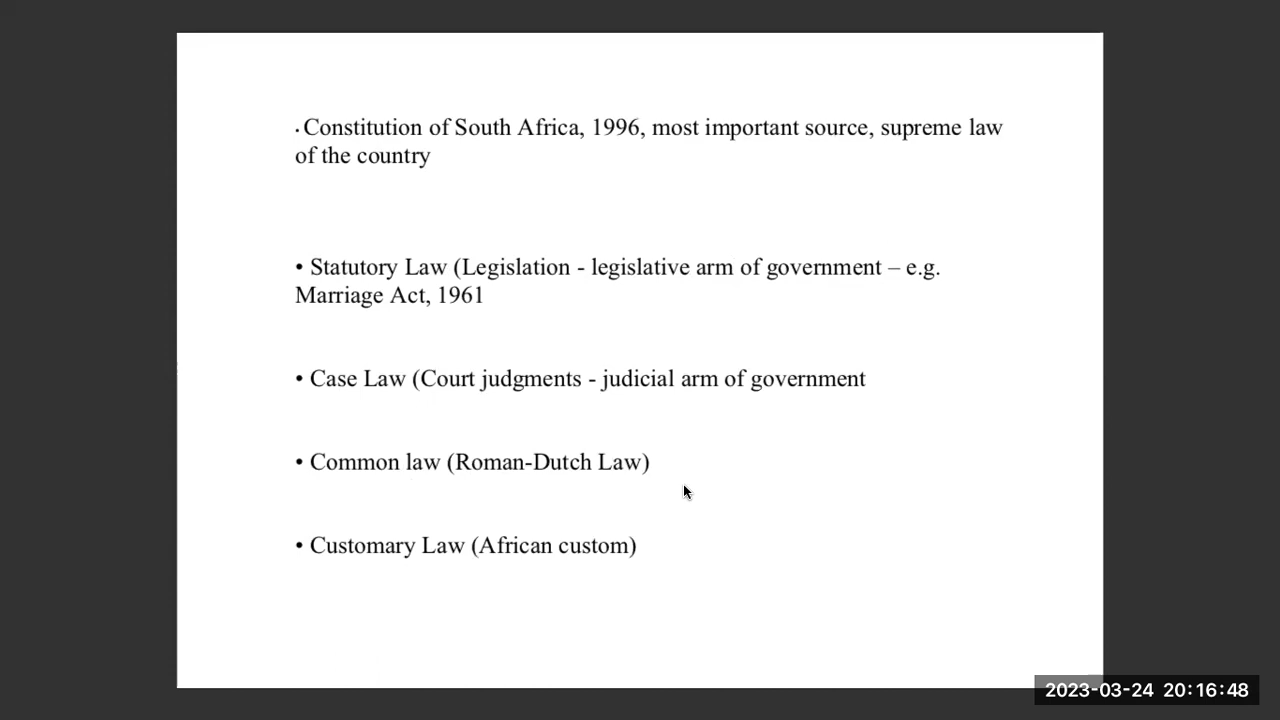 · Constitution of South Africa, 1996, most important source, supreme law
of the country
• Statutory Law (Legislation - legislative arm of government – e.g.
Marriage Act, 1961
• Case Law (Court judgments - judicial arm of government
• Common law (Roman-Dutch Law)
• Customary Law (African custom)
2023-03-24 20:16:48